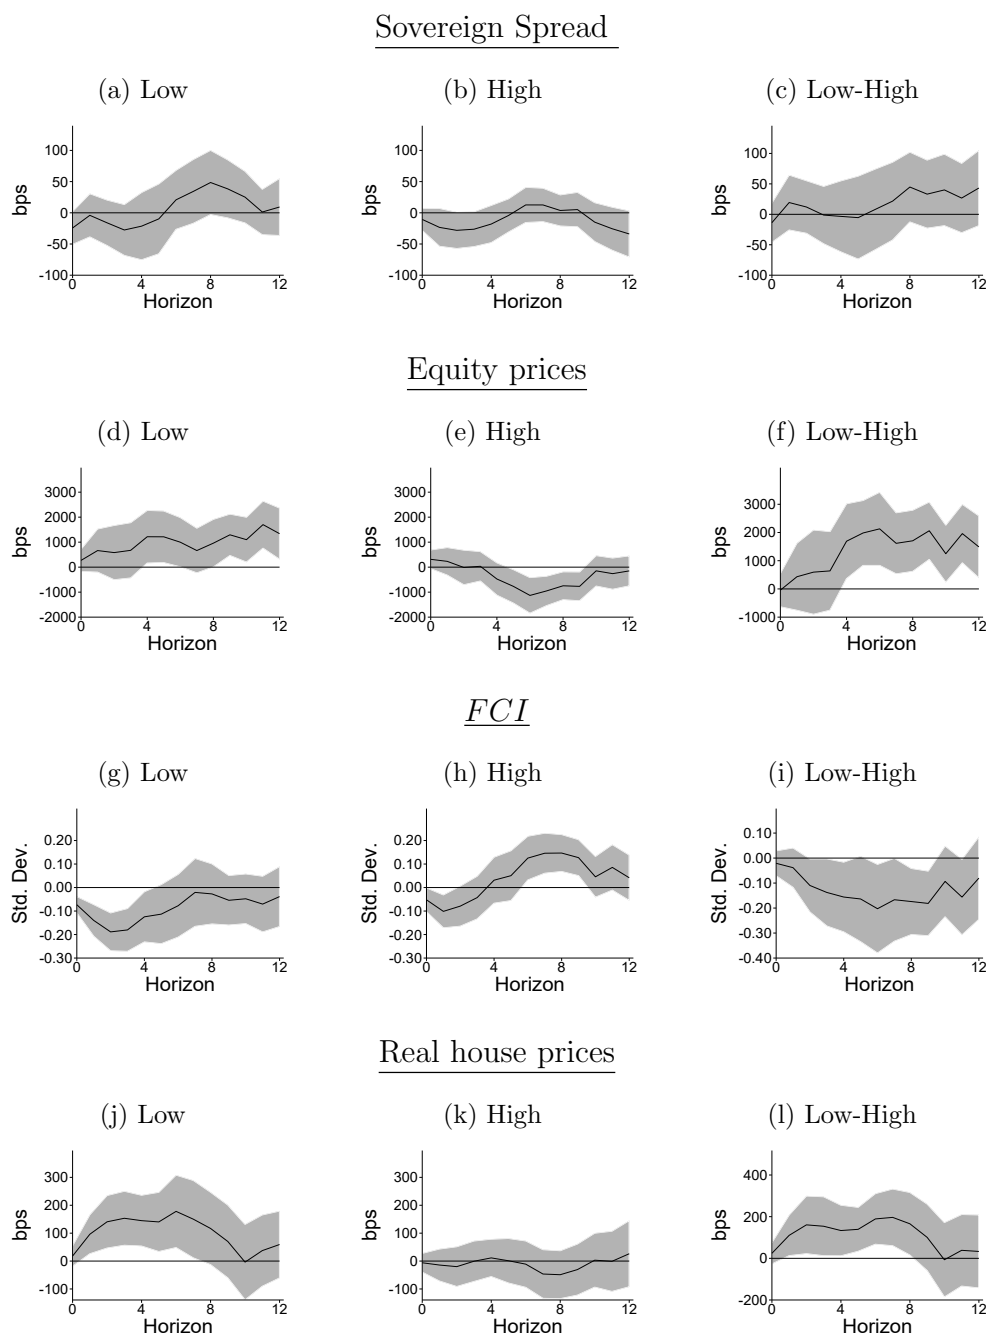 Sovereign Spread
(a) Low
(b) High
(c) Low-High
bps
100
50
0
-50
-100
0
4
8
12
Horizon
bps
100
50
0
-50
-100
0
4
8
12
Horizon
bps
100
50
0
-50
-100
0
4
8
12
Horizon
Equity prices
(d) Low
(e) High
(f) Low-High
bps
3000
2000
1000
0
-1000
-2000
0
4
8
12
Horizon
bps
3000
2000
1000
0
-1000
-2000
0
4
8
12
Horizon
bps
3000
2000
1000
0
-1000
0
4
8
12
Horizon
FCI
(g) Low
(h) High
(i) Low-High
Std. Dev.
0.20
0.10
0.00
-0.10
-0.20
-0.30
0
4
8
12
Horizon
Std. Dev.
0.20
0.10
0.00
-0.10
-0.20
-0.30
0
4
8
12
Horizon
Std. Dev.
0.10
0.00
-0.10
-0.20
-0.30
-0.40
0
4
8
12
Horizon
Real house prices
(j) Low
(k) High
(l) Low-High
bps
300
200
100
0
-100
0
4
8
12
Horizon
bps
300
200
100
0
-100
0
4
8
12
Horizon
bps
400
200
0
-200
0
4
8
12
Horizon